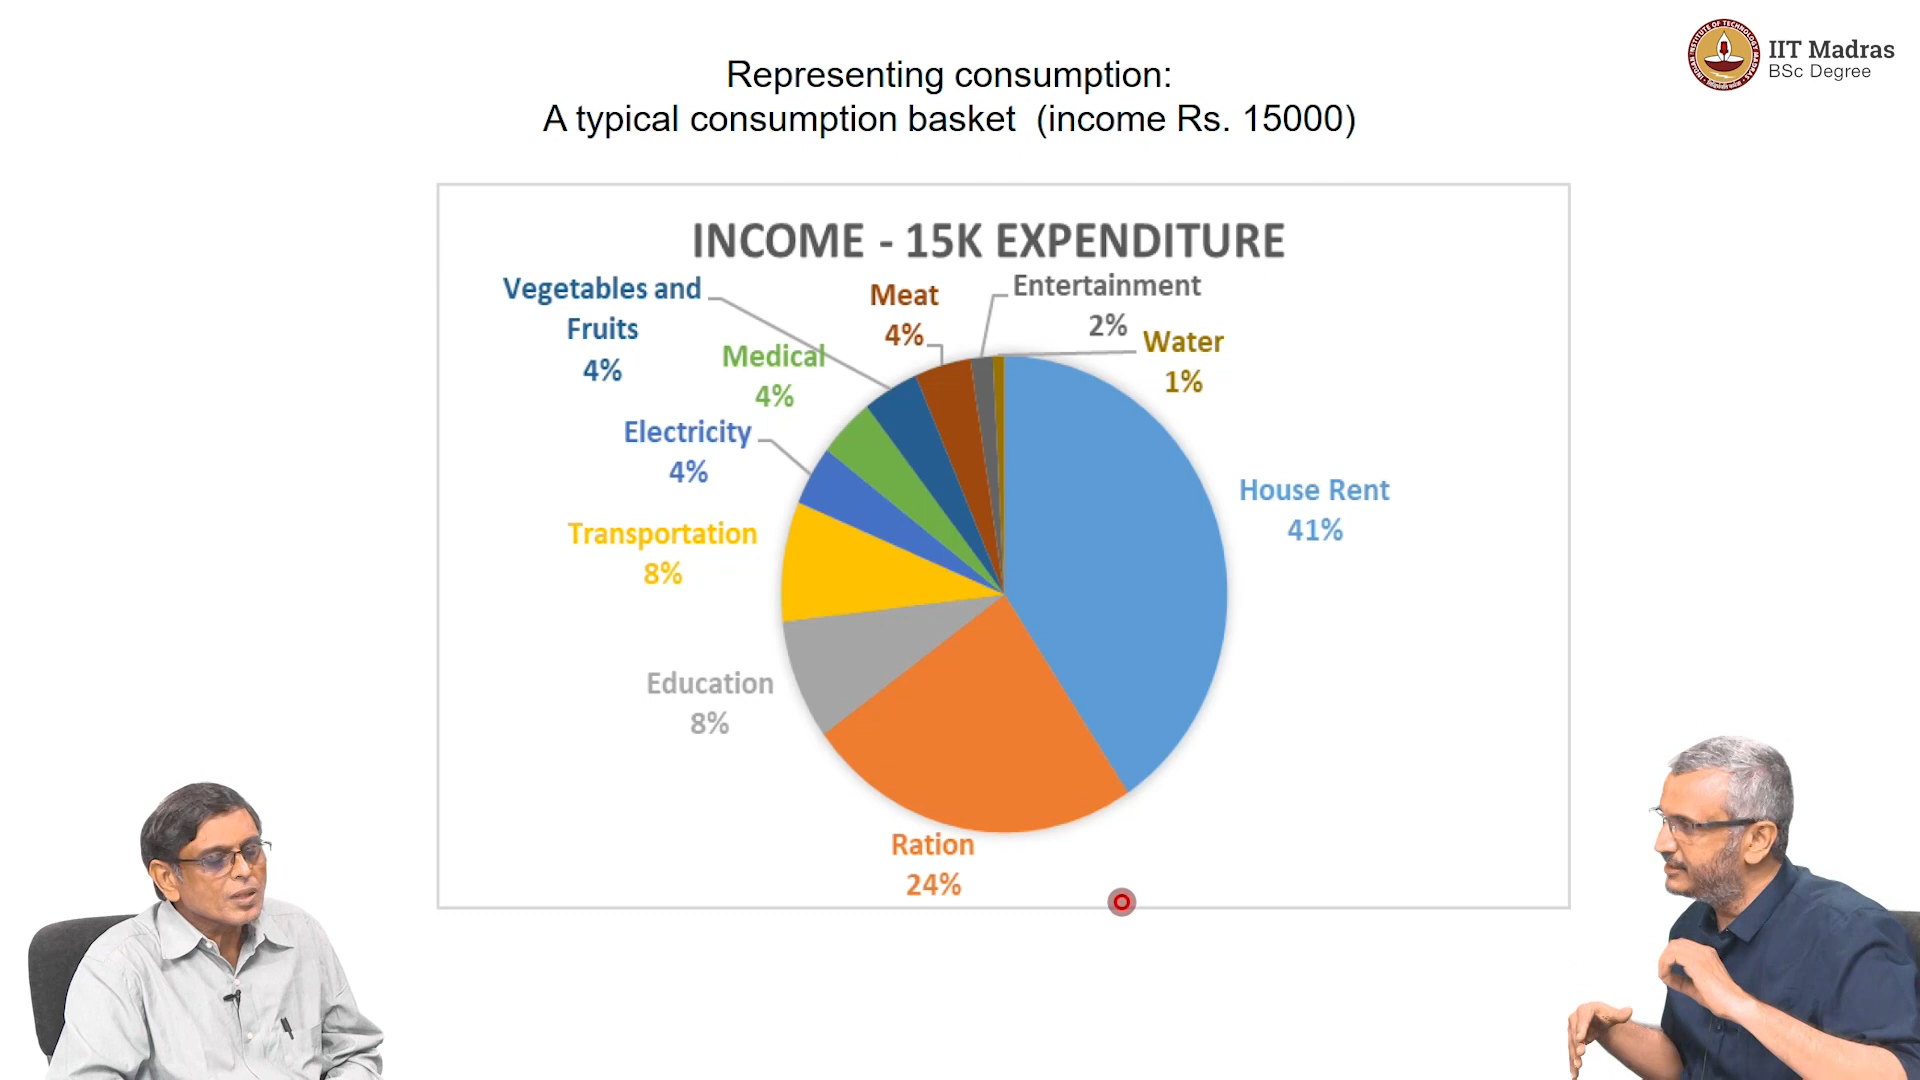 IIT Madras
BSc Degree
Representing consumption:
A typical consumption basket (income Rs. 15000)
INCOME - 15K EXPENDITURE
Vegetables and
Fruits
4%
Medical
4%
Meat
4%
Entertainment
2%
Water
1%
Electricity
4%
Transportation
8%
House Rent
41%
Education
8%
Ration
24%